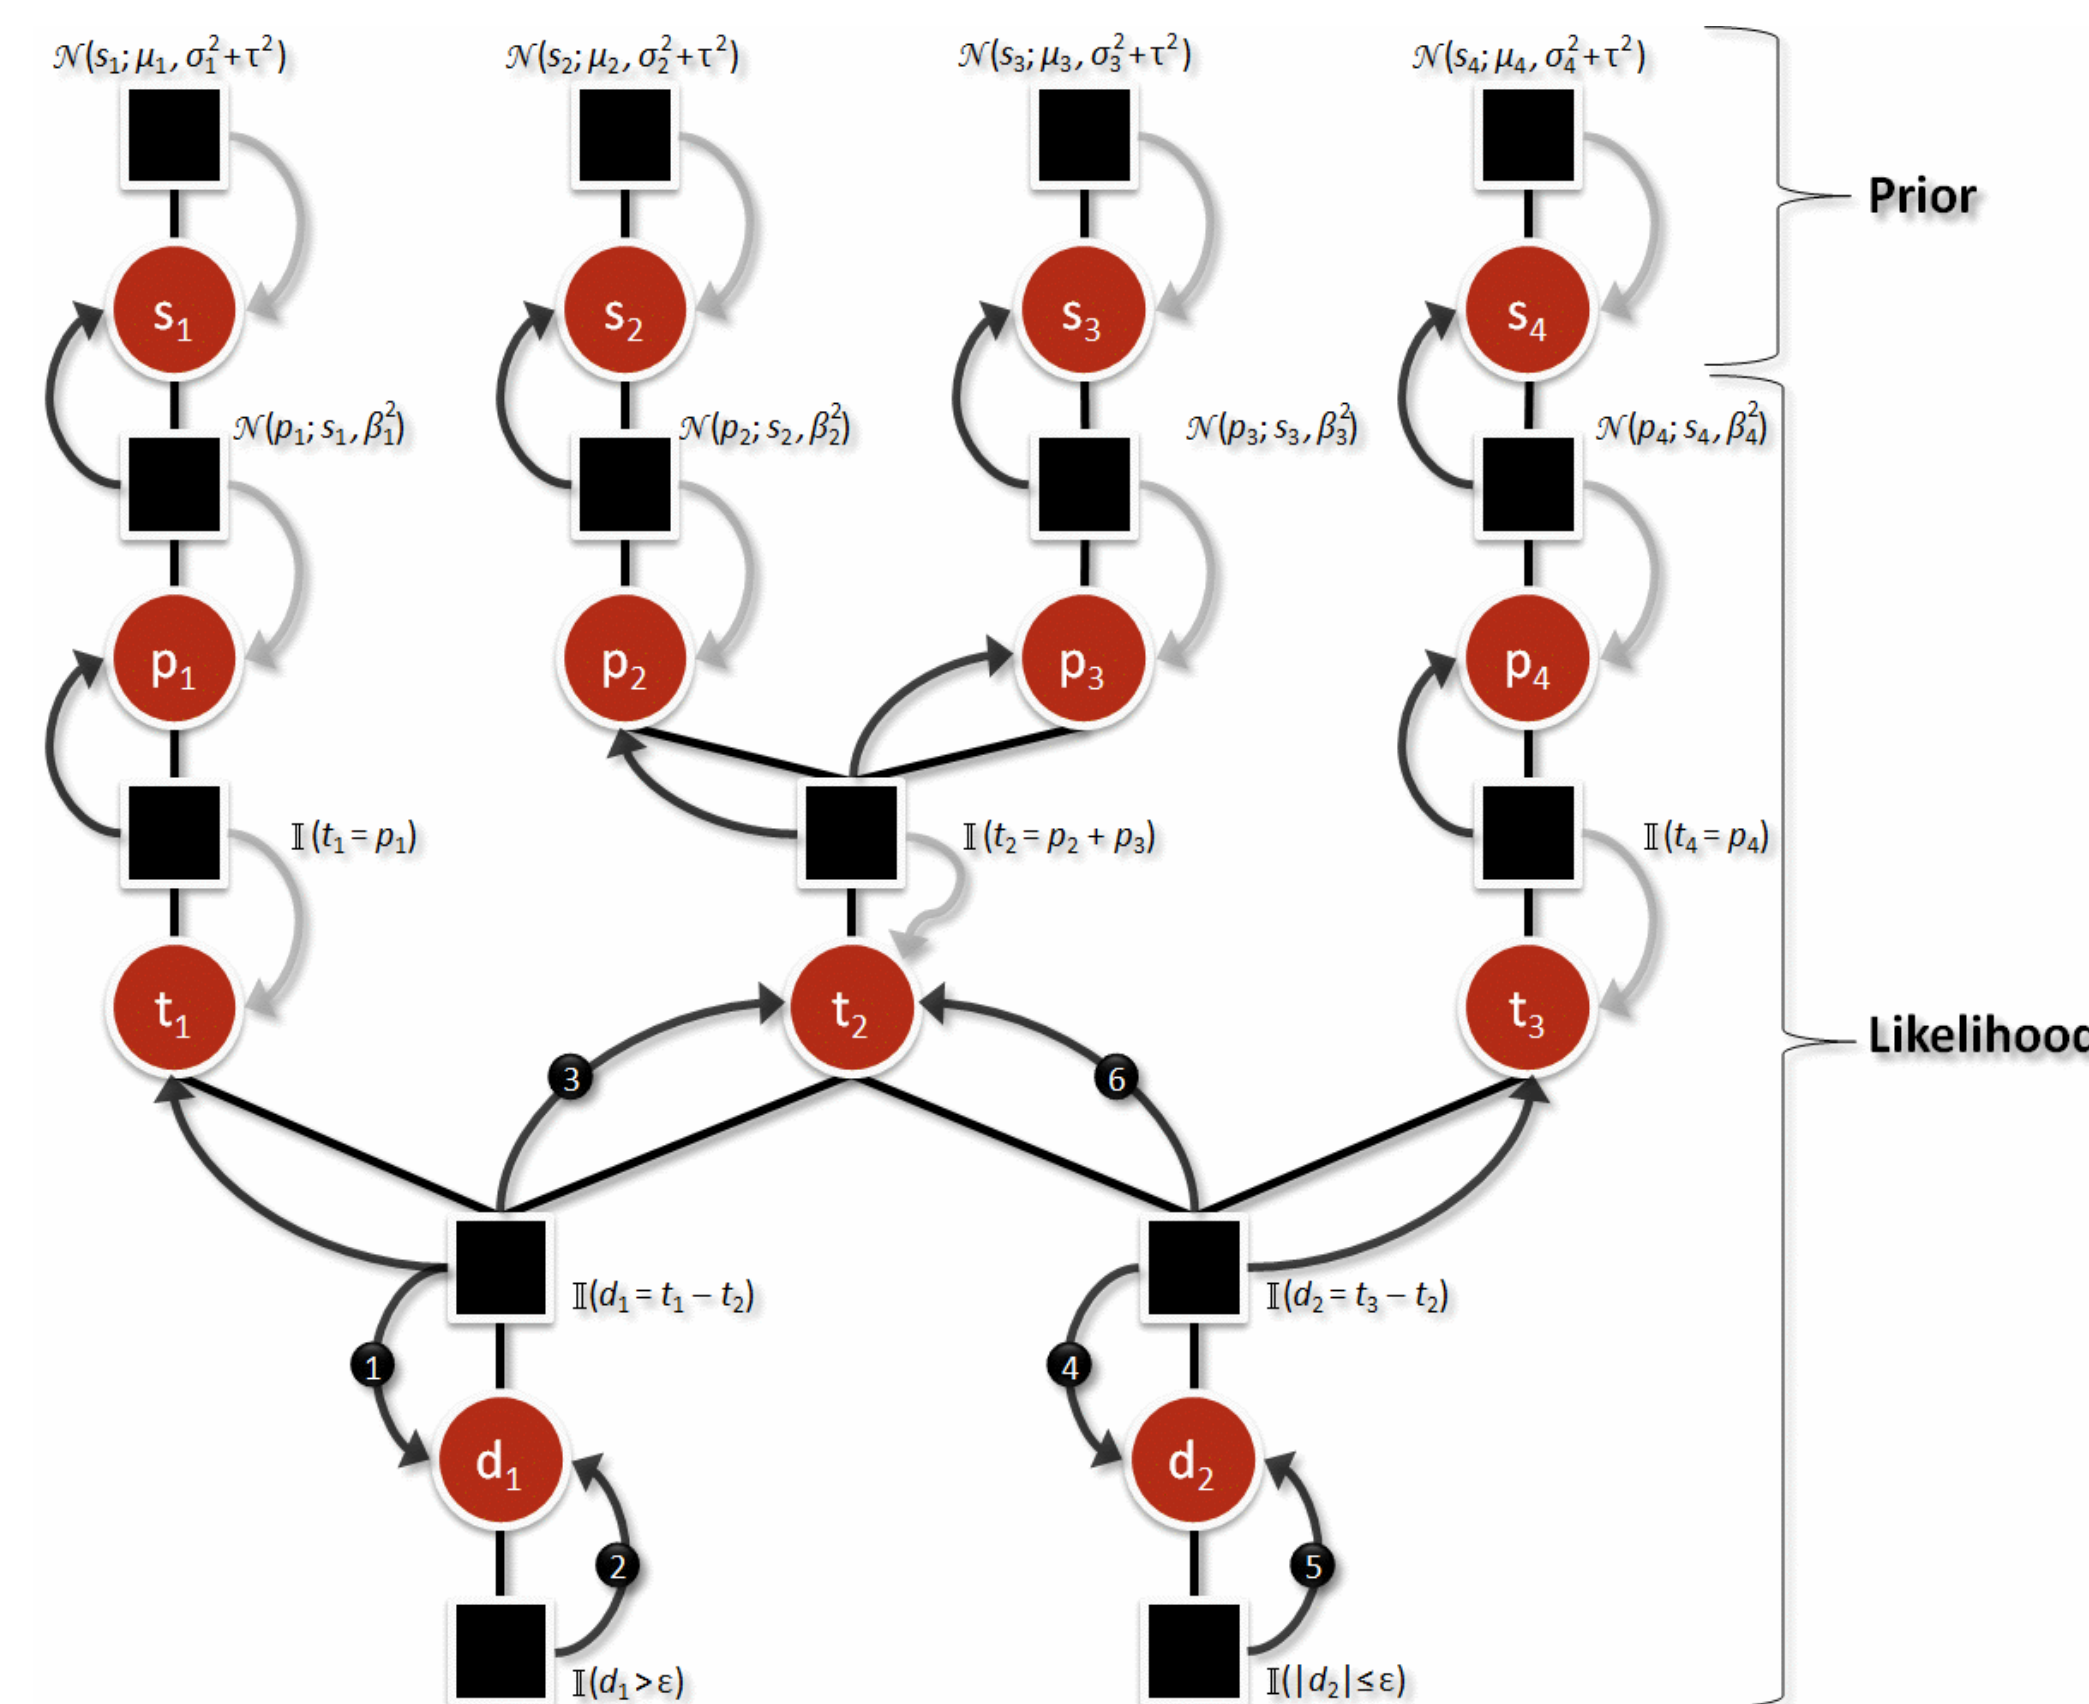 𝒩(s₁; μ₁, σ₁²+τ²) 𝒩(s₂; μ₂, σ₂²+τ²) 𝒩(s₃; μ₃, σ₃²+τ²) 𝒩(s₄; μ₄, σ₄²+τ²)
Prior
s₁ s₂ s₃ s₄
𝒩(p₁; s₁, β₁²) 𝒩(p₂; s₂, β₂²) 𝒩(p₃; s₃, β₃²) 𝒩(p₄; s₄, β₄²)
p₁ p₂ p₃ p₄
𝕀(t₁ = p₁) 𝕀(t₂ = p₂ + p₃) 𝕀(t₄ = p₄)
t₁ t₂ t₃
Likelihood
3 6
𝕀(d₁ = t₁ − t₂) 𝕀(d₂ = t₃ − t₂)
1 4
d₁ d₂
2 5
𝕀(d₁ > ε) 𝕀(|d₂| ≤ ε)